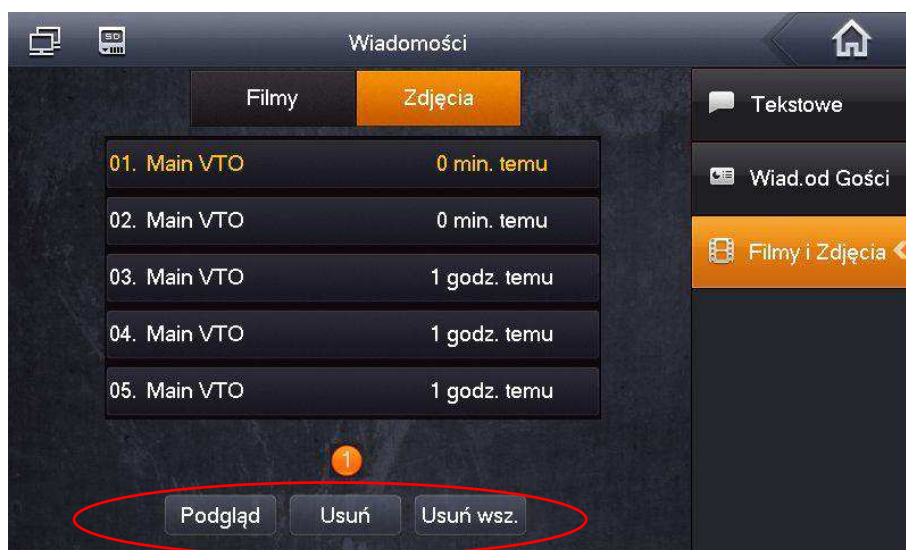 SD
Wiadomości
Filmy Zdjęcia
01. Main VTO 0 min. temu
02. Main VTO 0 min. temu
03. Main VTO 1 godz. temu
04. Main VTO 1 godz. temu
05. Main VTO 1 godz. temu
1
Podgląd Usuń Usuń wsz.
Tekstowe
Wiad.od Gości
Filmy i Zdjęcia